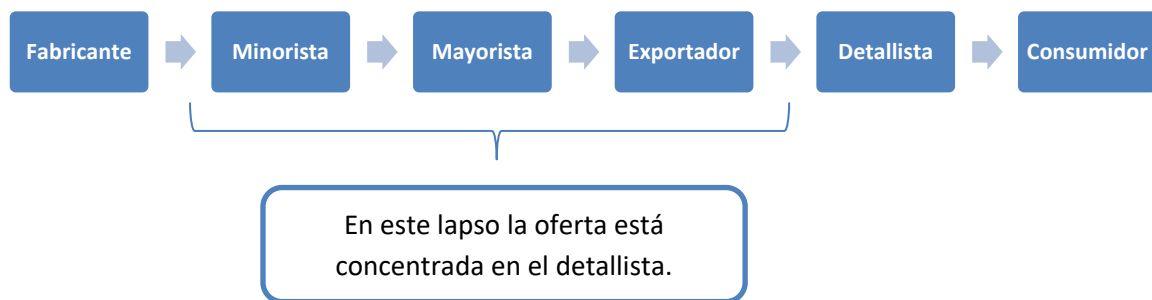 Fabricante
Minorista
Mayorista
Exportador
Detallista
Consumidor
En este lapso la oferta está
concentrada en el detallista.